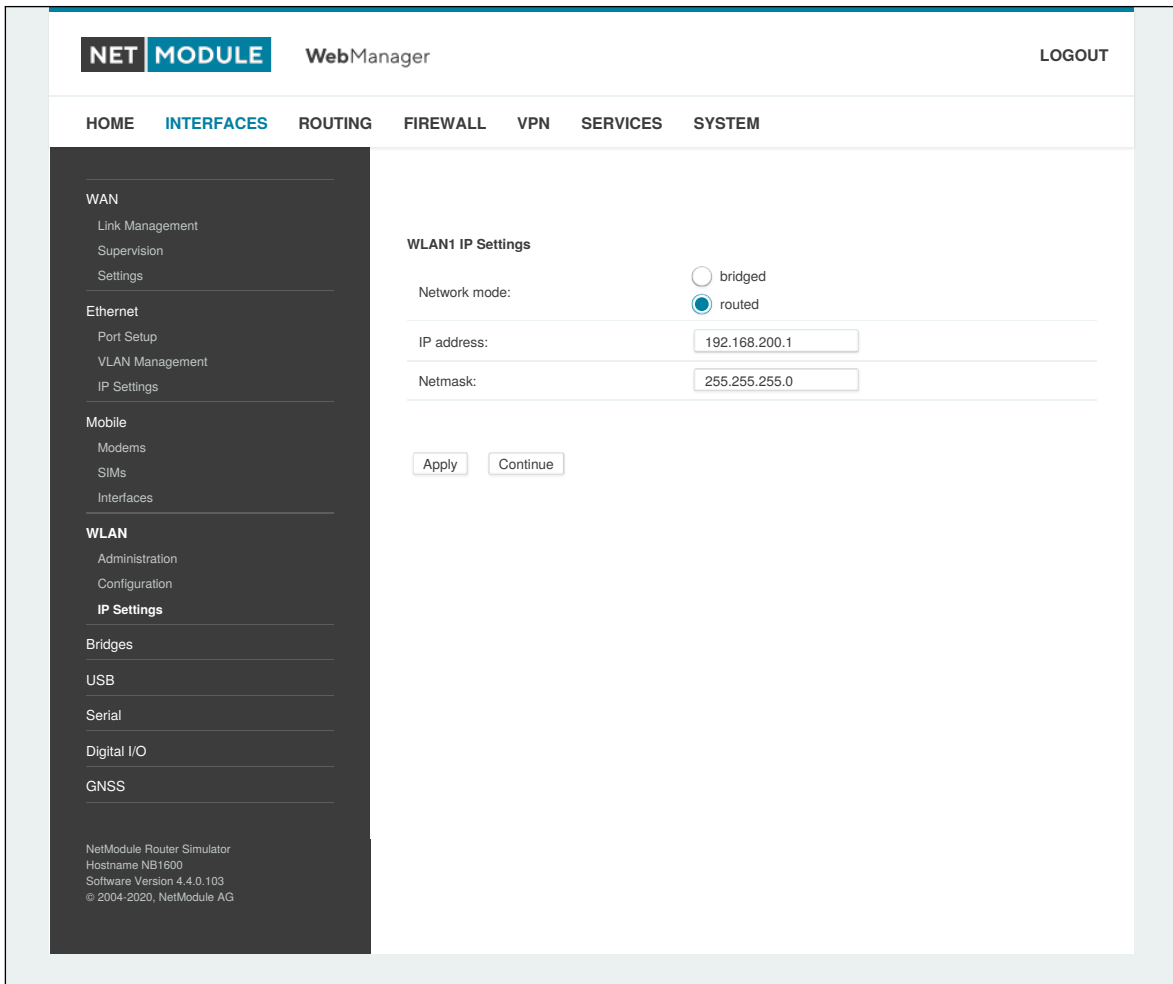 NET MODULE WebManager LOGOUT
HOME INTERFACES ROUTING FIREWALL VPN SERVICES SYSTEM
WAN
Link Management
Supervision
Settings
Ethernet
Port Setup
VLAN Management
IP Settings
Mobile
Modems
SIMs
Interfaces
WLAN
Administration
Configuration
IP Settings
Bridges
USB
Serial
Digital I/O
GNSS
NetModule Router Simulator
Hostname NB1600
Software Version 4.4.0.103
© 2004-2020, NetModule AG
WLAN1 IP Settings
Network mode:
bridged
routed
IP address: 192.168.200.1
Netmask: 255.255.255.0
Apply Continue